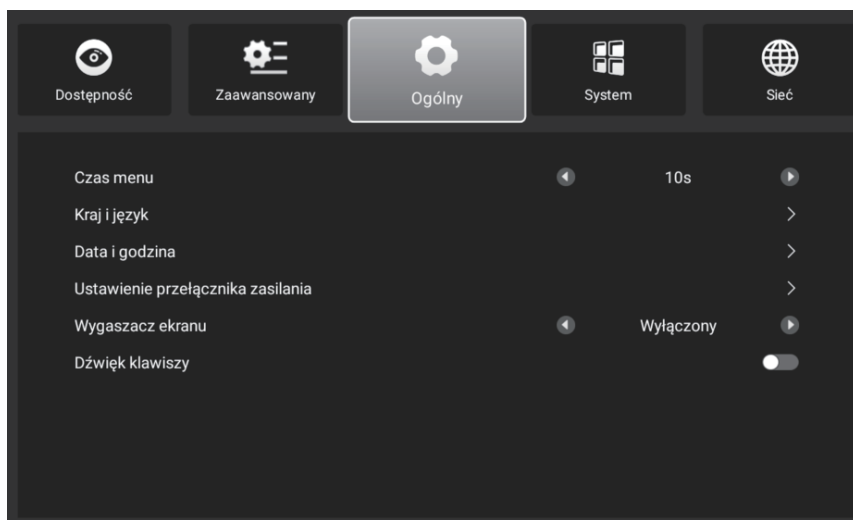 Dostępność
Zaawansowany
Ogólny
System
Sieć
Czas menu
10s
Kraj i język
Data i godzina
Ustawienie przełącznika zasilania
Wygaszacz ekranu
Wyłączony
Dźwięk klawiszy